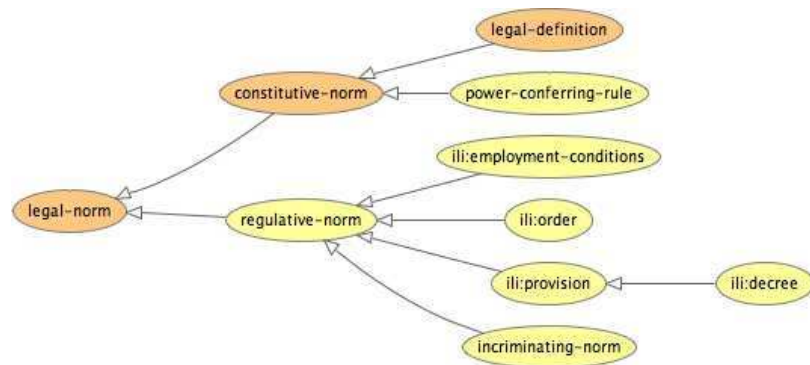 legal-definition
constitutive-norm
power-conferring-rule
ili:employment-conditions
legal-norm
regulative-norm
ili:order
ili:provision
ili:decree
incriminating-norm